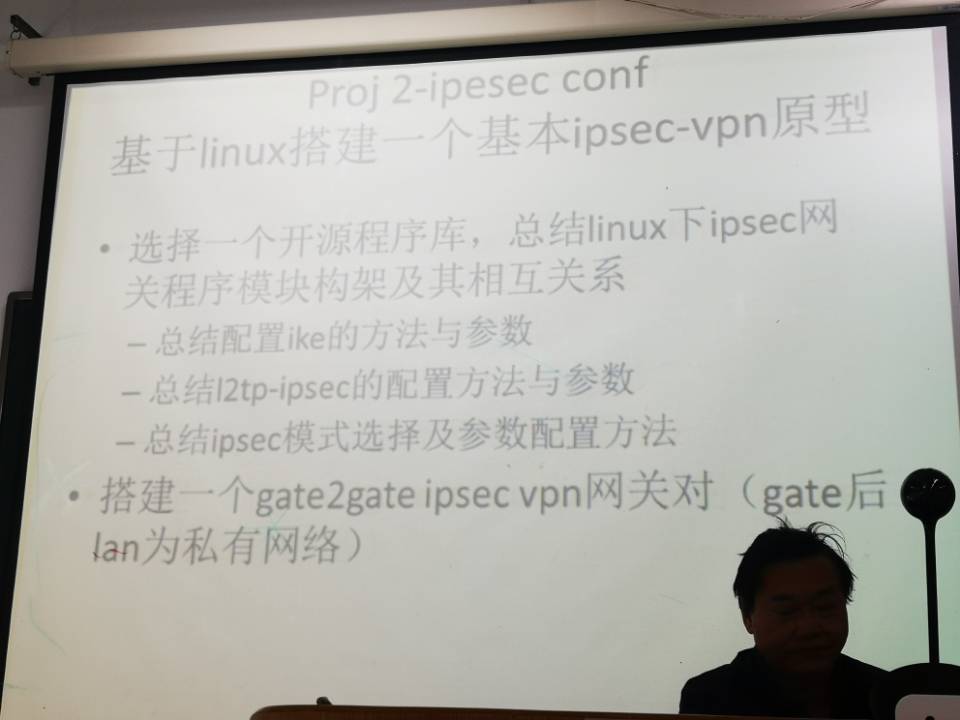 Proj 2-ipesec conf
基于linux搭建一个基本ipsec-vpn原型
• 选择一个开源程序库，总结linux下ipsec网
关程序模块构架及其相互关系
– 总结配置ike的方法与参数
– 总结l2tp-ipsec的配置方法与参数
– 总结ipsec模式选择及参数配置方法
• 搭建一个gate2gate ipsec vpn网关对（gate后
lan为私有网络）